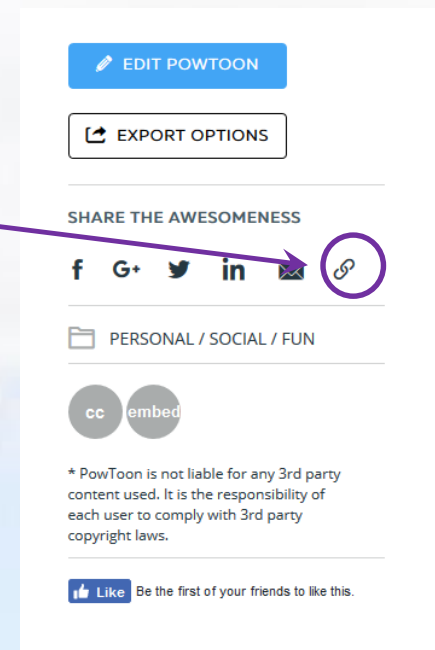 EDIT POWTOON
EXPORT OPTIONS
SHARE THE AWESOMENESS
f G+ in
PERSONAL / SOCIAL / FUN
cc embed
* PowToon is not liable for any 3rd party
content used. It is the responsibility of
each user to comply with 3rd party
copyright laws.
Like Be the first of your friends to like this.